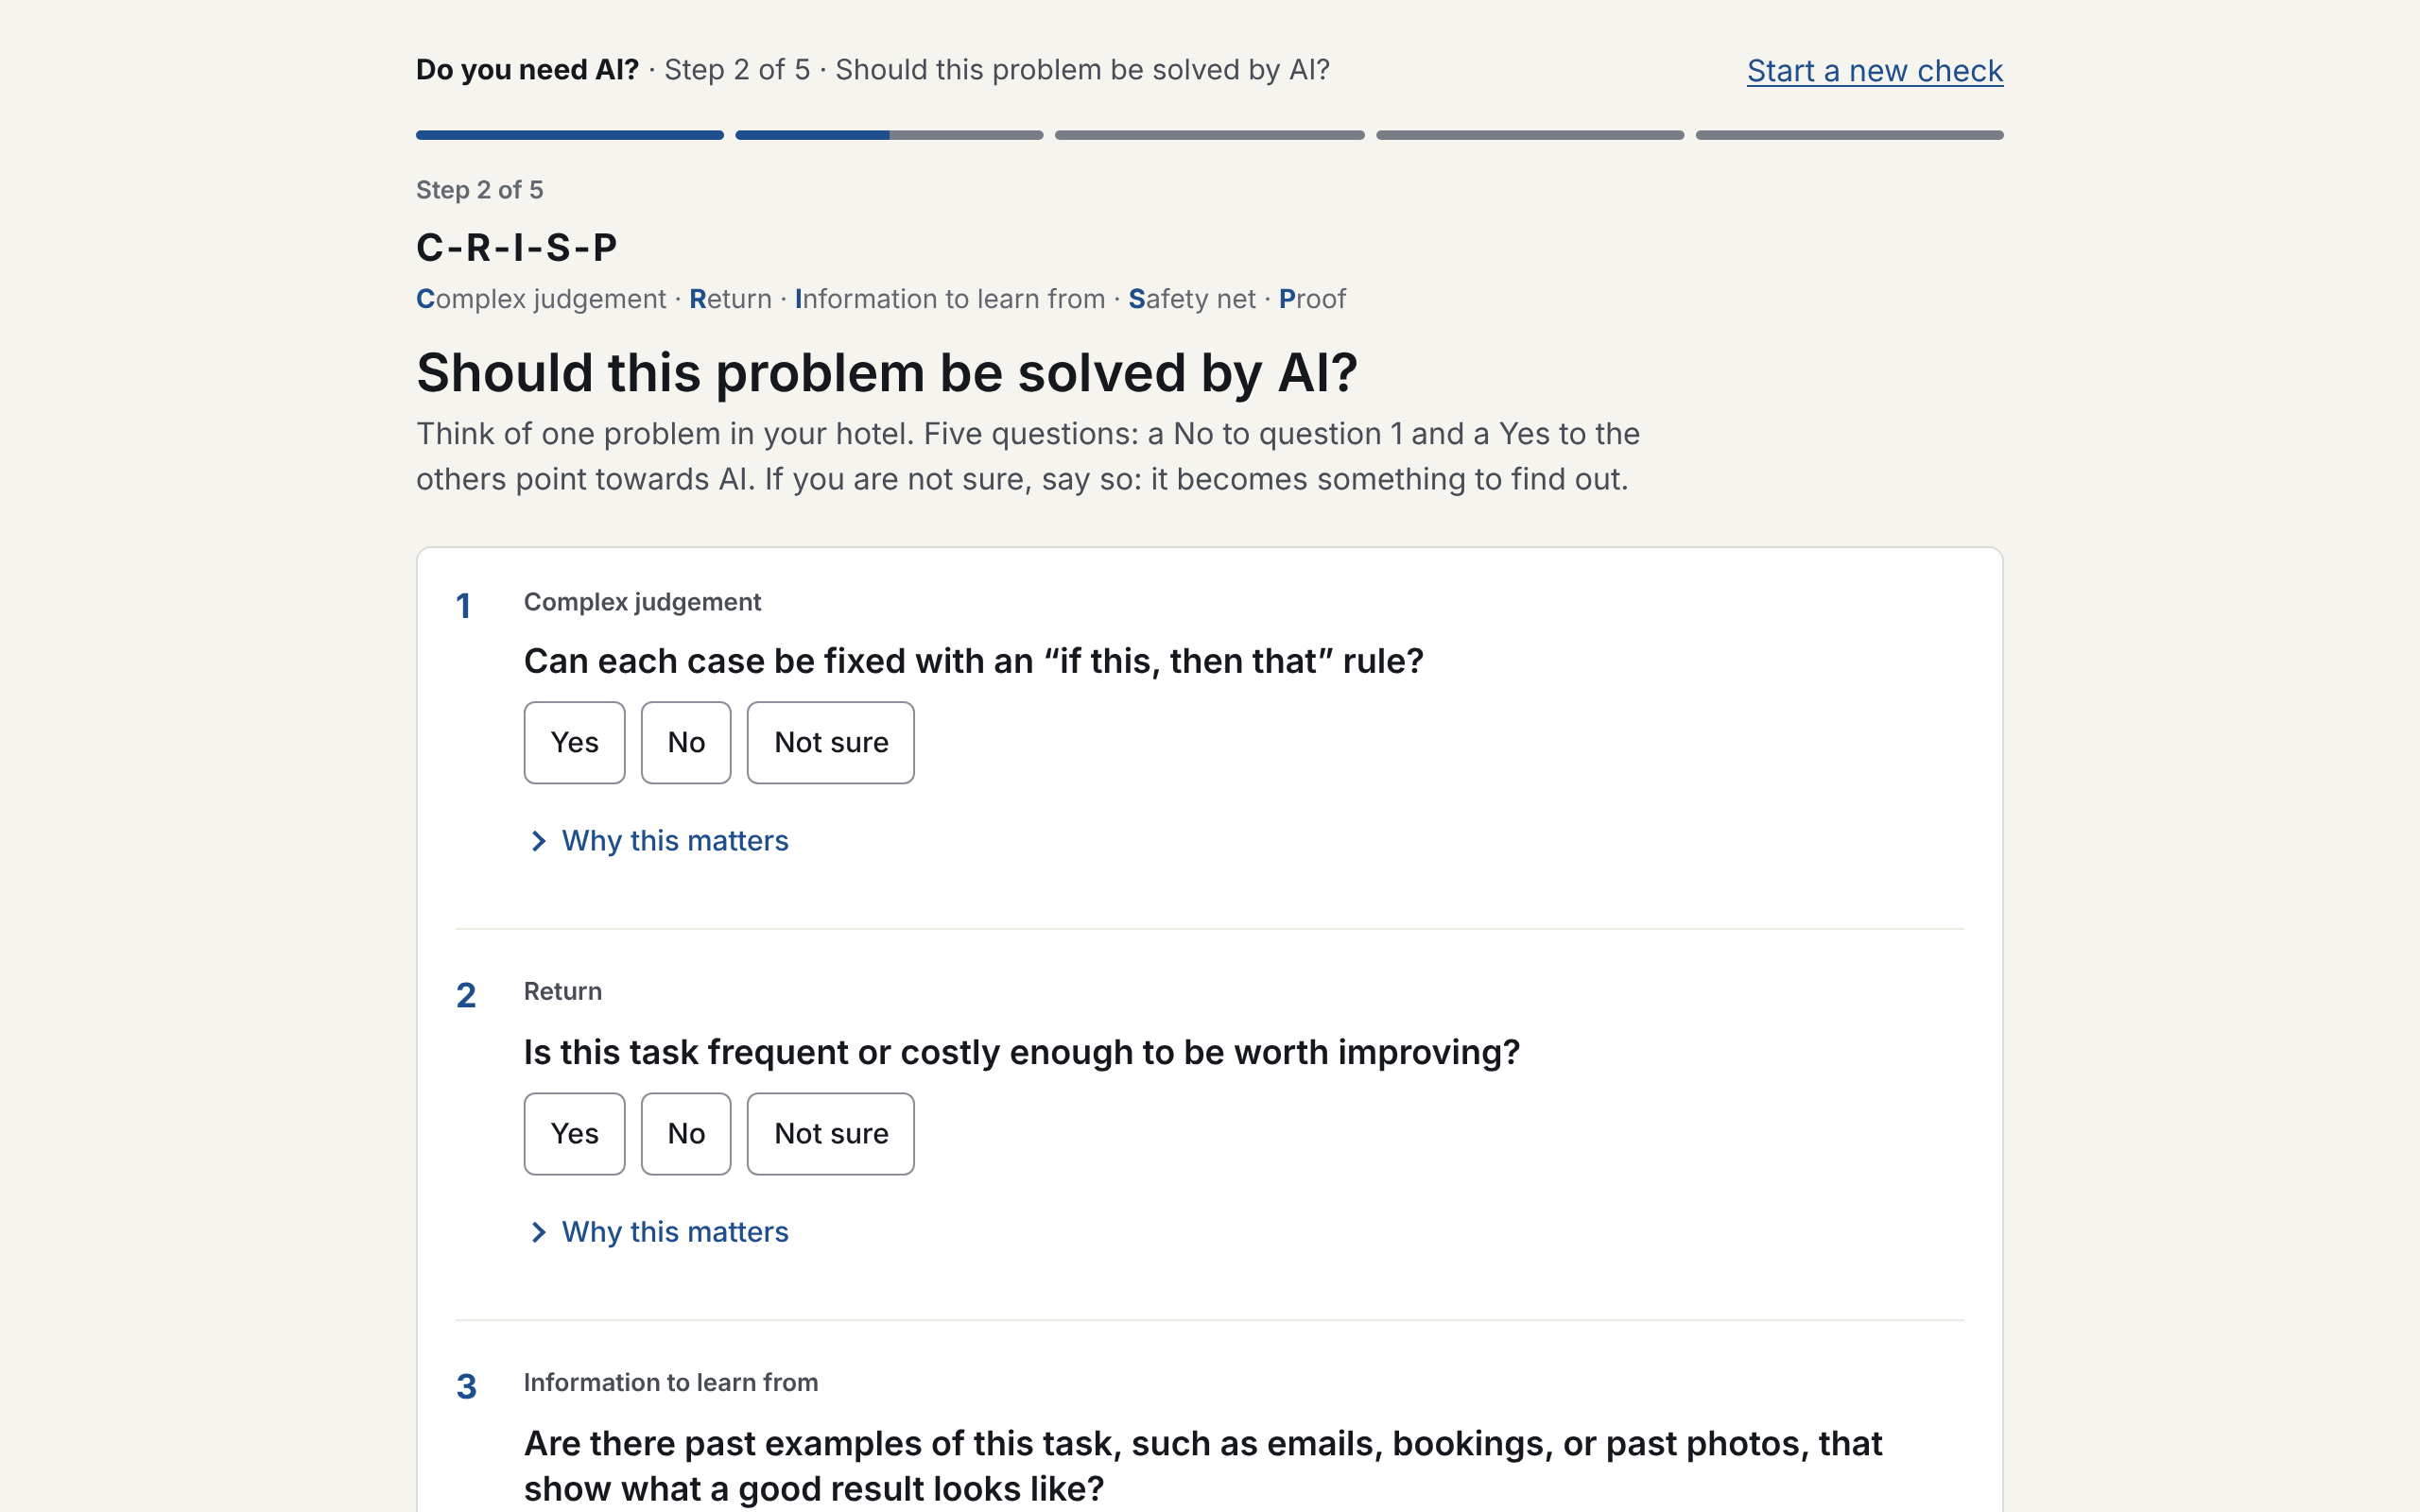 Do you need AI? · Step 2 of 5 · Should this problem be solved by AI?
Start a new check
Step 2 of 5
C-R-I-S-P
Complex judgement · Return · Information to learn from · Safety net · Proof
Should this problem be solved by AI?
Think of one problem in your hotel. Five questions: a No to question 1 and a Yes to the
others point towards AI. If you are not sure, say so: it becomes something to find out.
1 Complex judgement
Can each case be fixed with an “if this, then that” rule?
Yes No Not sure
Why this matters
2 Return
Is this task frequent or costly enough to be worth improving?
Yes No Not sure
Why this matters
3 Information to learn from
Are there past examples of this task, such as emails, bookings, or past photos, that
show what a good result looks like?